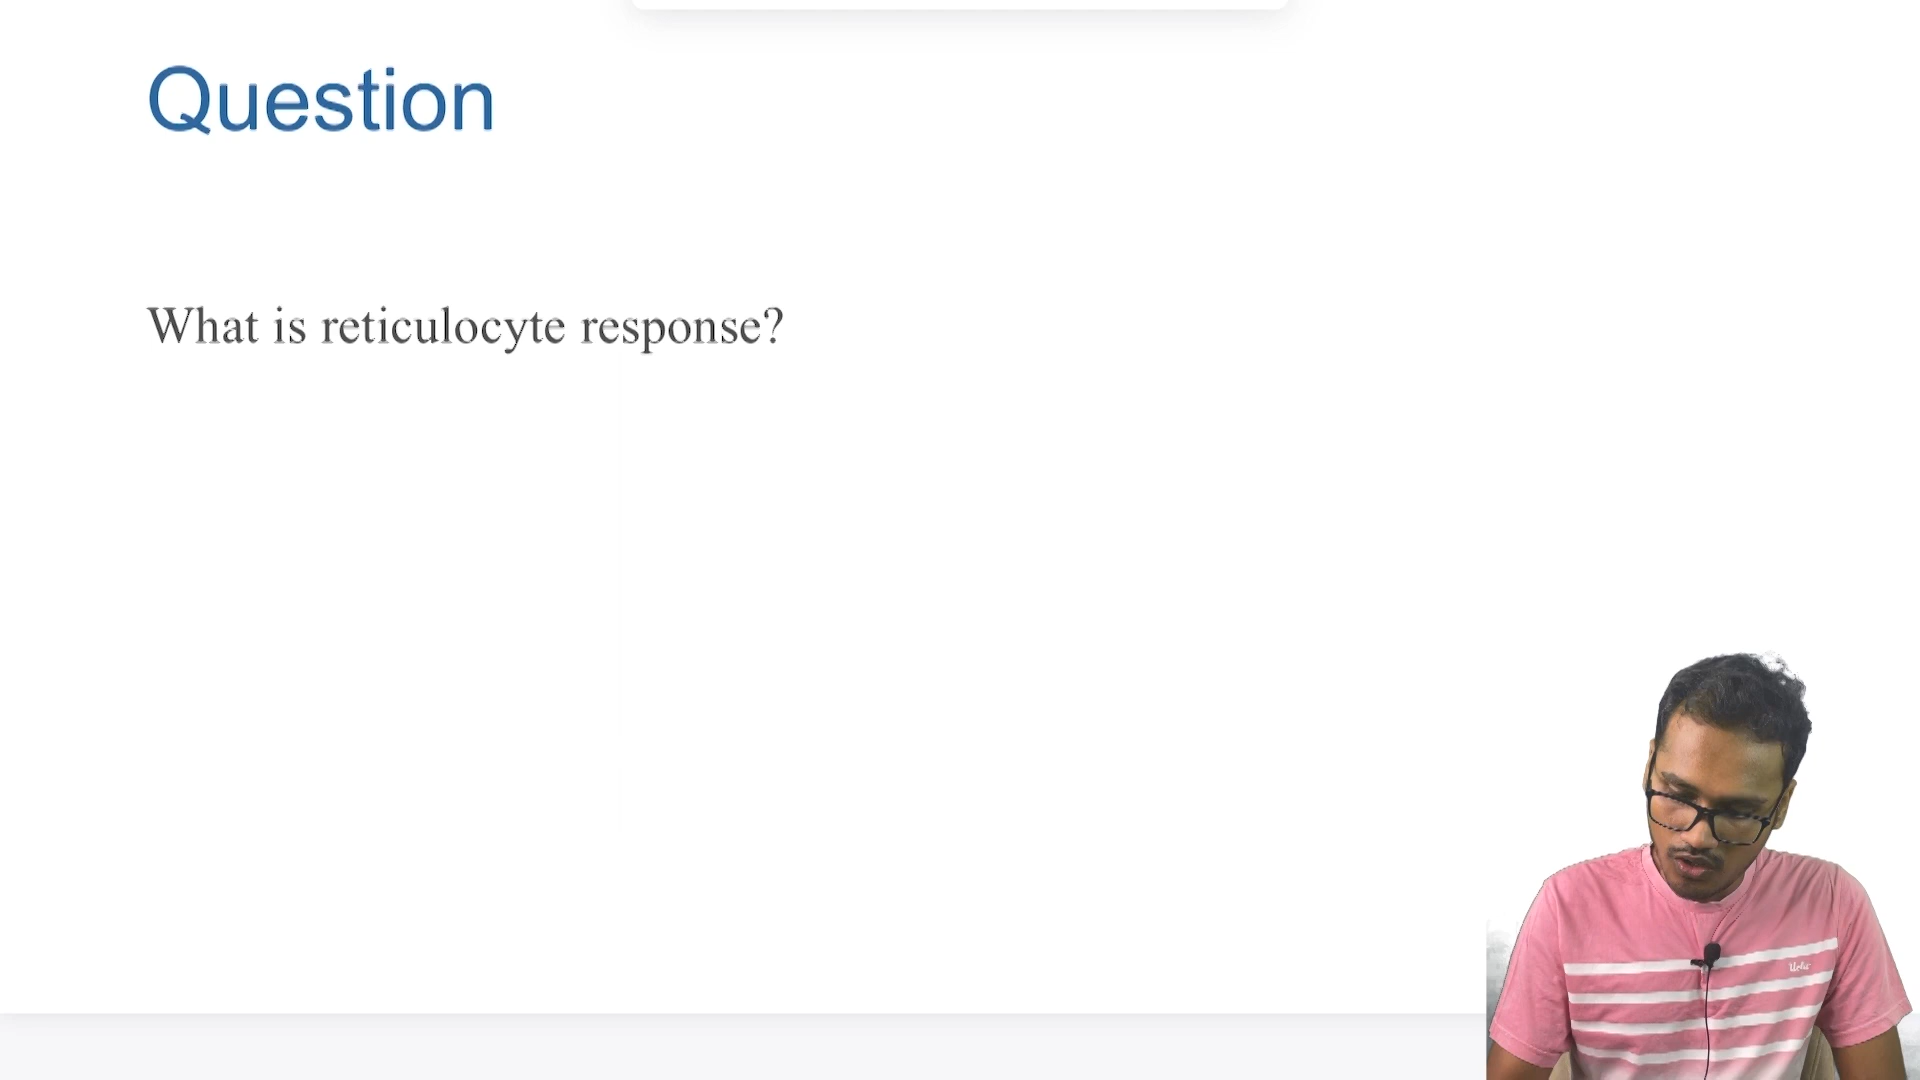 Question
What is reticulocyte response?